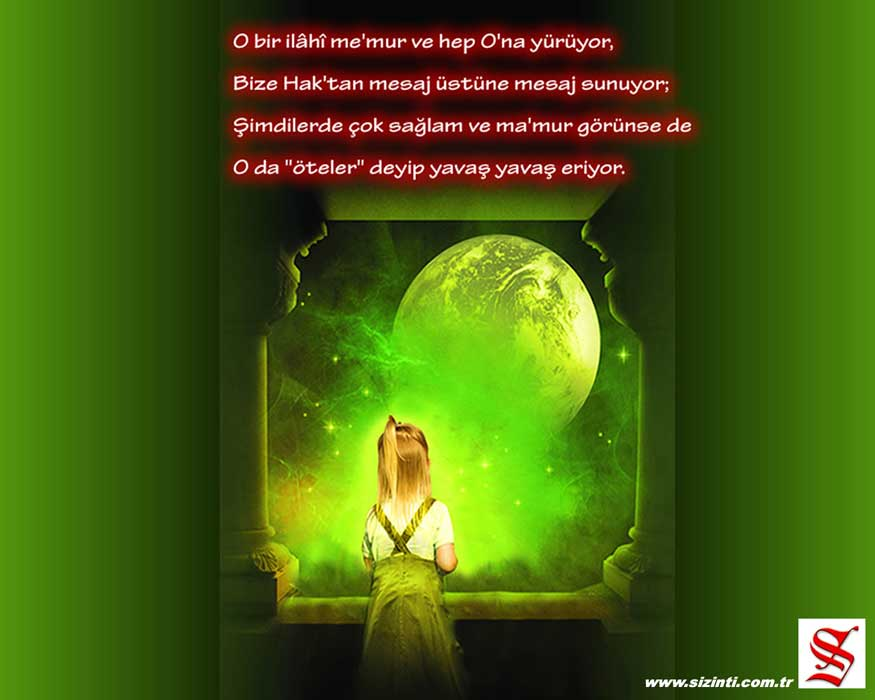 O bir ilâhî me'mur ve hep O'na yürüyor,
Bize Hak'tan mesaj üstüne mesaj sunuyor;
Şimdilerde çok sağlam ve ma'mur görünse de
O da "öteler" deyip yavaş yavaş eriyor.
www.sizinti.com.tr
S